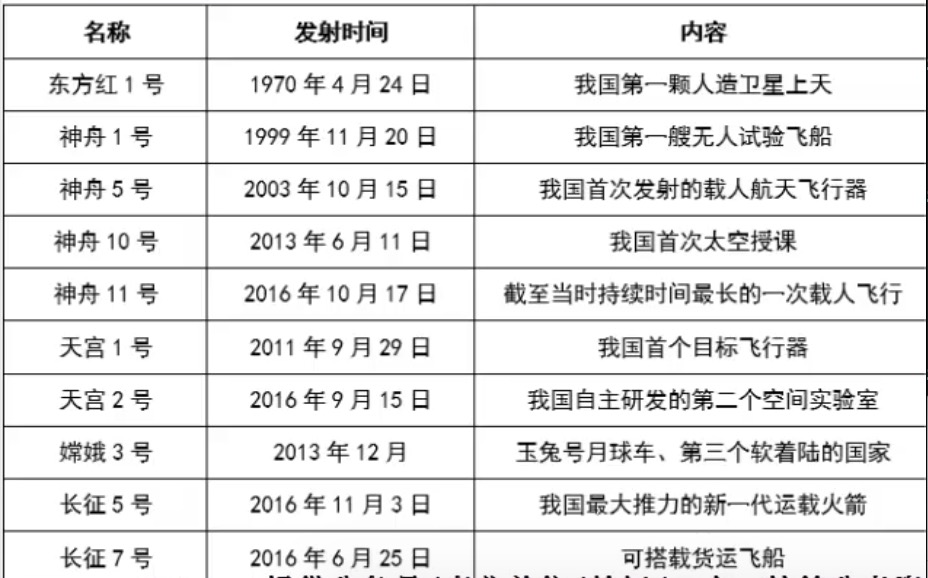 名称 发射时间 内容
东方红 1 号 1970 年 4 月 24 日 我国第一颗人造卫星上天
神舟 1 号 1999 年 11 月 20 日 我国第一艘无人试验飞船
神舟 5 号 2003 年 10 月 15 日 我国首次发射的载人航天飞行器
神舟 10 号 2013 年 6 月 11 日 我国首次太空授课
神舟 11 号 2016 年 10 月 17 日 截至当时持续时间最长的一次载人飞行
天宫 1 号 2011 年 9 月 29 日 我国首个目标飞行器
天宫 2 号 2016 年 9 月 15 日 我国自主研发的第二个空间实验室
嫦娥 3 号 2013 年 12 月 玉兔号月球车、第三个软着陆的国家
长征 5 号 2016 年 11 月 3 日 我国最大推力的新一代运载火箭
长征 7 号 2016 年 6 月 25 日 可搭载货运飞船